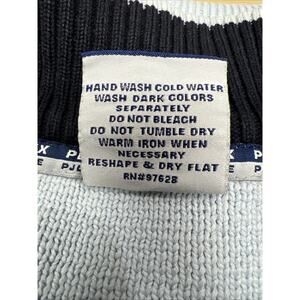 HAND WASH COLD WATER
WASH DARK COLORS
SEPARATELY
DO NOT BLEACH
DO NOT TUMBLE DRY
WARM IRON WHEN
NECESSARY
RESHAPE & DRY FLAT
RN#97628